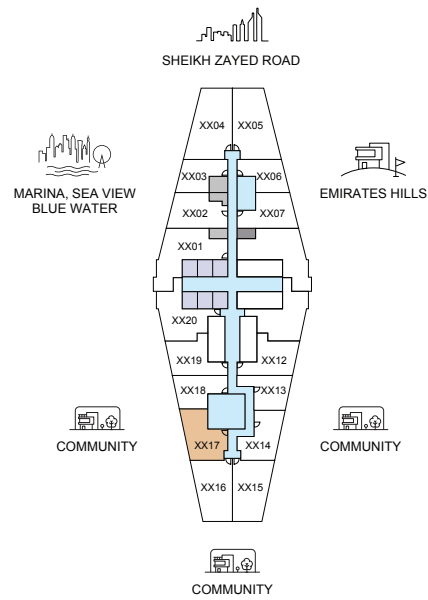 SHEIKH ZAYED ROAD
XX04 XX05
XX03 XX06
MARINA, SEA VIEW
BLUE WATER
EMIRATES HILLS
XX02 XX07
XX01
XX20
XX19 XX12
XX18 XX13
COMMUNITY
XX17 XX14
COMMUNITY
XX16 XX15
COMMUNITY